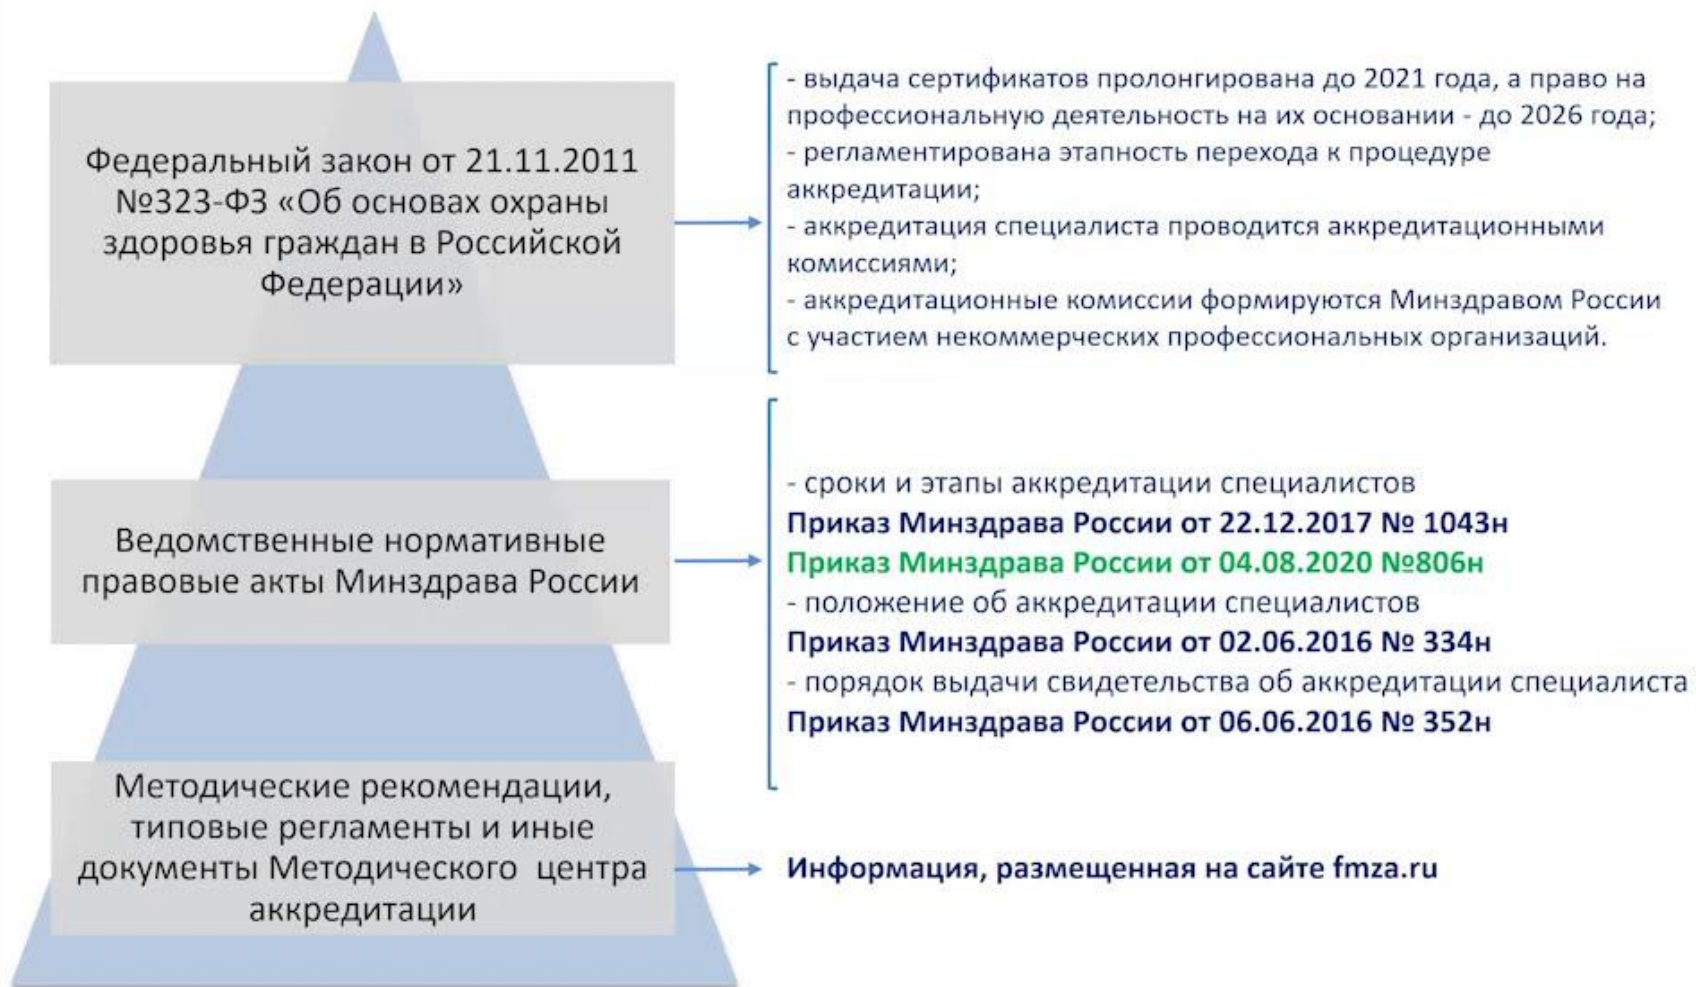 Федеральный закон от 21.11.2011
№323-ФЗ «Об основах охраны
здоровья граждан в Российской
Федерации»
- выдача сертификатов пролонгирована до 2021 года, а право на
профессиональную деятельность на их основании - до 2026 года;
- регламентирована этапность перехода к процедуре
аккредитации;
- аккредитация специалиста проводится аккредитационными
комиссиями;
- аккредитационные комиссии формируются Минздравом России
с участием некоммерческих профессиональных организаций.
Ведомственные нормативные
правовые акты Минздрава России
- сроки и этапы аккредитации специалистов
Приказ Минздрава России от 22.12.2017 № 1043н
Приказ Минздрава России от 04.08.2020 №806н
- положение об аккредитации специалистов
Приказ Минздрава России от 02.06.2016 № 334н
- порядок выдачи свидетельства об аккредитации специалиста
Приказ Минздрава России от 06.06.2016 № 352н
Методические рекомендации,
типовые регламенты и иные
документы Методического центра
аккредитации
Информация, размещенная на сайте fmza.ru